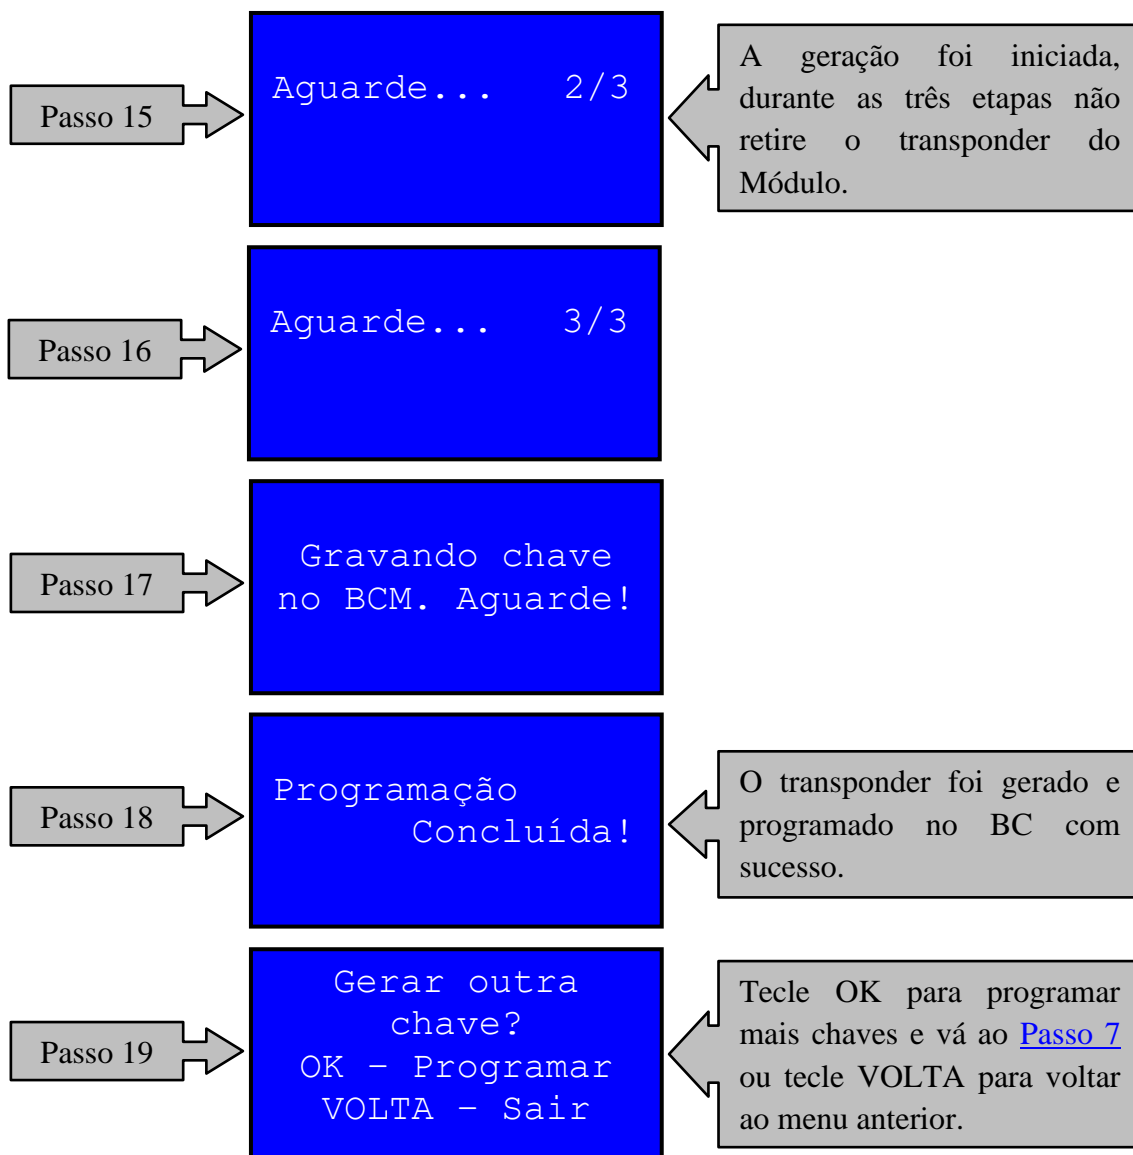 Passo 15
Aguarde... 2/3
A geração foi iniciada,
durante as três etapas não
retire o transponder do
Módulo.
Passo 16
Aguarde... 3/3
Passo 17
Gravando chave
no BCM. Aguarde!
Passo 18
Programação
Concluída!
O transponder foi gerado e
programado no BC com
sucesso.
Passo 19
Gerar outra
chave?
OK – Programar
VOLTA – Sair
Tecle OK para programar
mais chaves e vá ao Passo 7
ou tecle VOLTA para voltar
ao menu anterior.